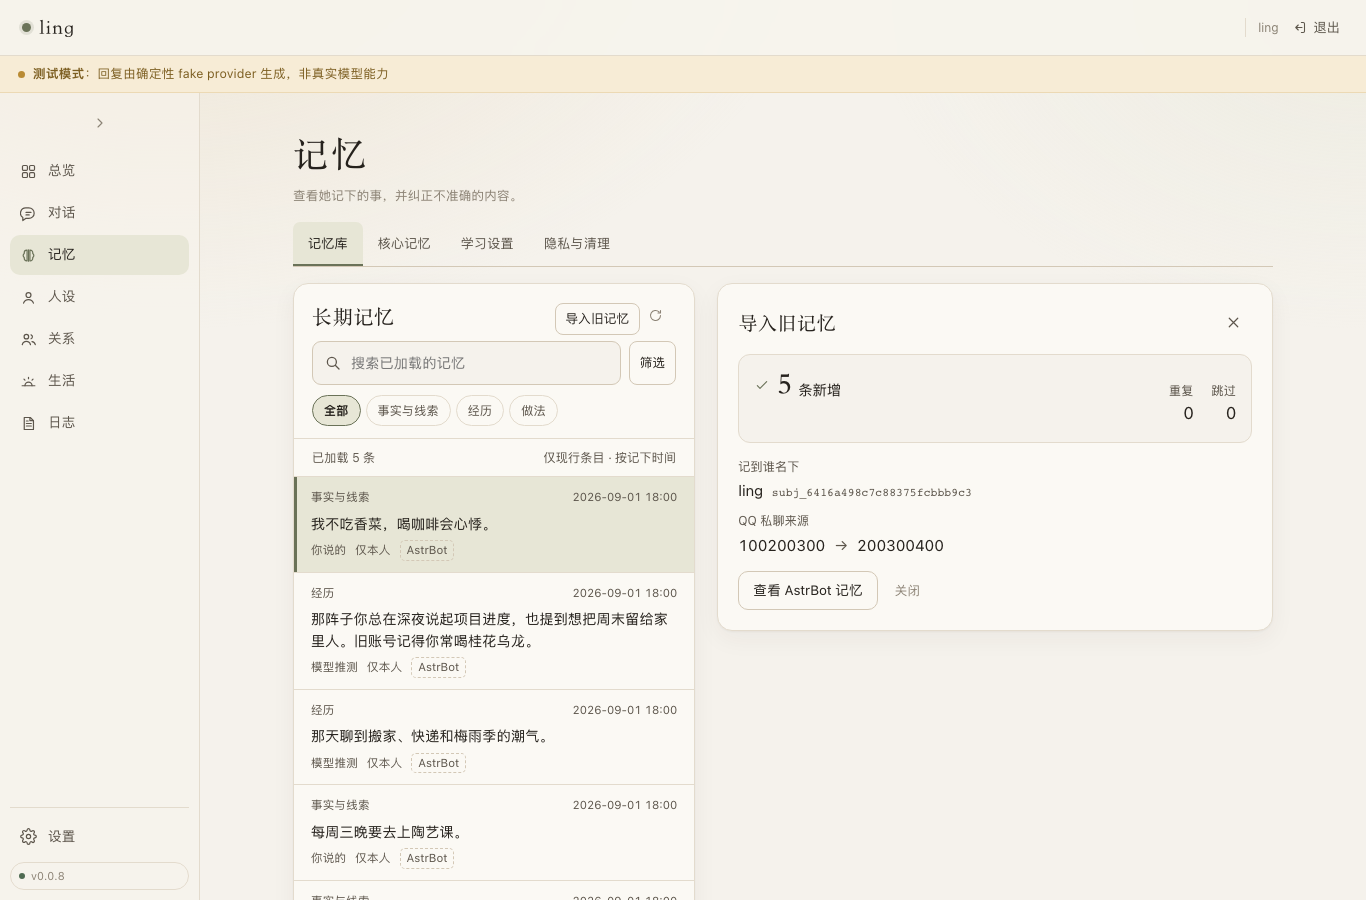 ling
ling 退出
测试模式：回复由确定性 fake provider 生成，非真实模型能力
总览
对话
记忆
人设
关系
生活
日志
设置
v0.0.8
记忆
查看她记下的事，并纠正不准确的内容。
记忆库 核心记忆 学习设置 隐私与清理
长期记忆 导入旧记忆
搜索已加载的记忆 筛选
全部 事实与线索 经历 做法
已加载 5 条 仅现行条目 · 按记下时间
事实与线索 2026-09-01 18:00
我不吃香菜，喝咖啡会心悸。
你说的 仅本人 AstrBot
经历 2026-09-01 18:00
那阵子你总在深夜说起项目进度，也提到想把周末留给家
里人。旧账号记得你常喝桂花乌龙。
模型推测 仅本人 AstrBot
经历 2026-09-01 18:00
那天聊到搬家、快递和梅雨季的潮气。
模型推测 仅本人 AstrBot
事实与线索 2026-09-01 18:00
每周三晚要去上陶艺课。
你说的 仅本人 AstrBot
事实与线索 2026-09-01 18:00
导入旧记忆
5 条新增
重复 跳过
0 0
记到谁名下
ling subj_6416a498c7c88375fcbbb9c3
QQ 私聊来源
100200300 → 200300400
查看 AstrBot 记忆 关闭